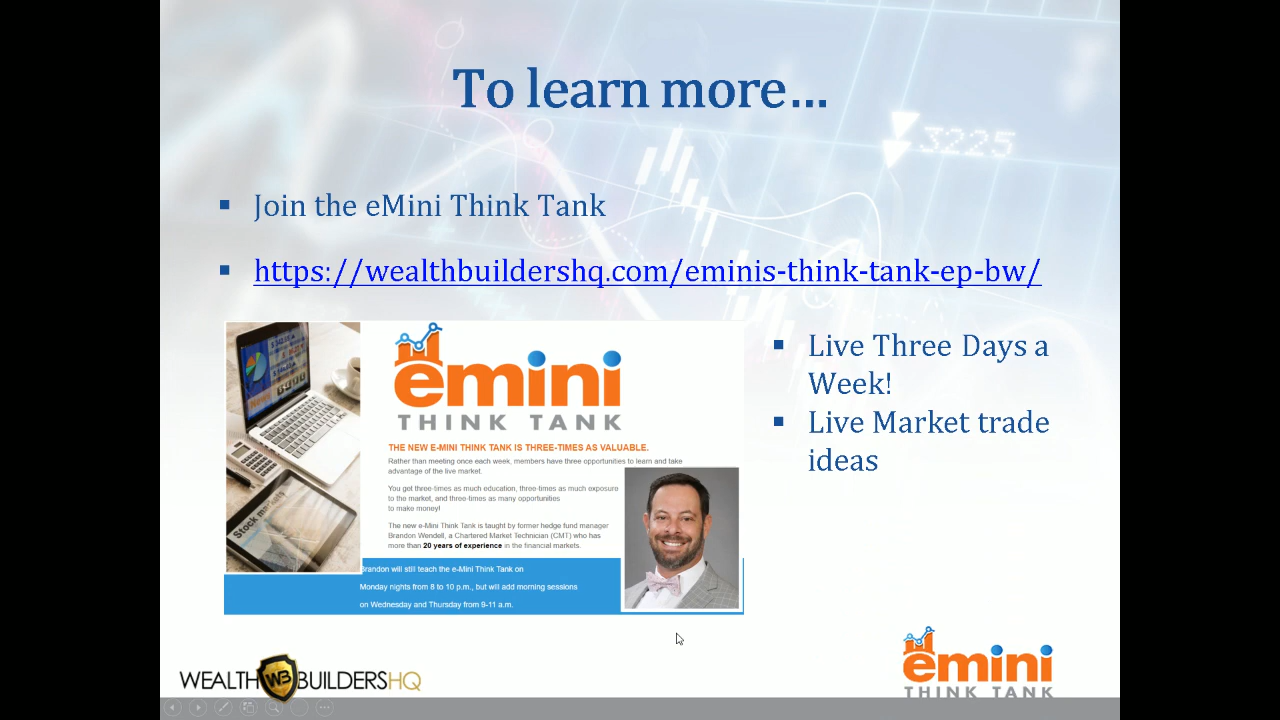 To learn more...
3225
Join the eMini Think Tank
https://wealthbuildershq.com/eminis-think-tank-ep-bw/
emini
THINK TANK
THE NEW E-MINI THINK TANK IS THREE-TIMES AS VALUABLE.
Rather than meeting once each week, members have three opportunities to learn and take
advantage of the live market.
You get three-times as much education, three-times as much exposure
to the market, and three-times as many opportunities
to make money!
The new e-Mini Think Tank is taught by former hedge fund manager
Brandon Wendell, a Chartered Market Technician (CMT) who has
more than 20 years of experience in the financial markets.
Brandon will still teach the e-Mini Think Tank on
Monday nights from 8 to 10 p.m., but will add morning sessions
on Wednesday and Thursday from 9-11 a.m.
Stock mar
News
Live Three Days a
Week!
Live Market trade
ideas
WEALTH WB BUILDERSHQ
emini
THINK TANK